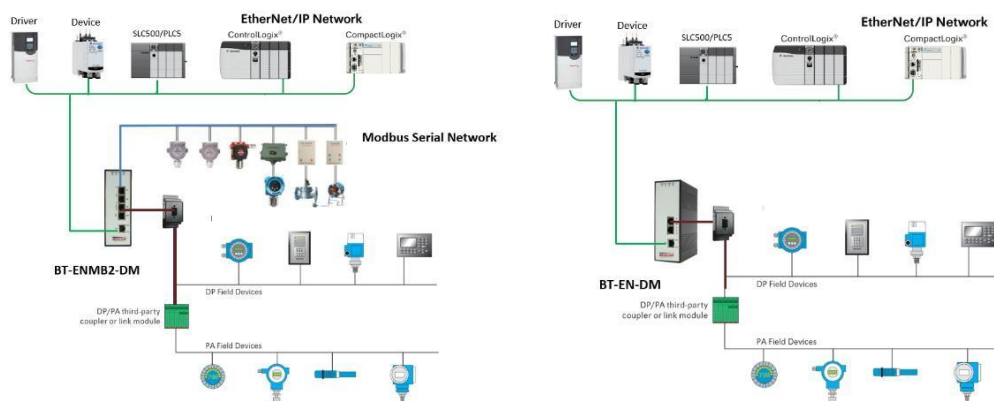 EtherNet/IP Network
Driver
Device
SLC500/PLC5
ControlLogix®
CompactLogix®
Modbus Serial Network
BT-ENMB2-DM
DP Field Devices
DP/PA third-party
coupler or link module
PA Field Devices
EtherNet/IP Network
Driver
Device
SLC500/PLC5
ControlLogix®
CompactLogix®
BT-EN-DM
DP Field Devices
DP/PA third-party
coupler or link module
PA Field Devices